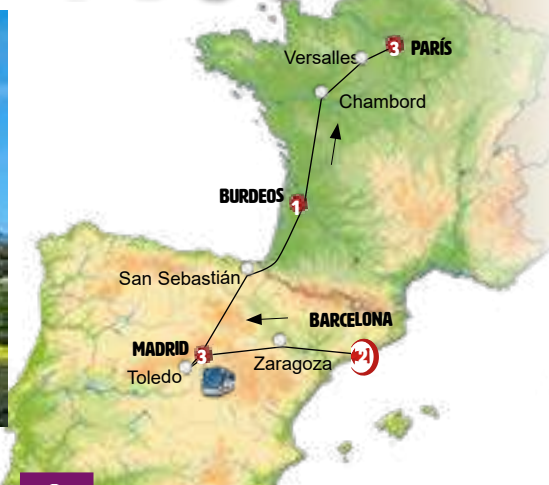 Versalles
3 PARÍS
Chambord
BURDEOS
1
San Sebastián
BARCELONA
MADRID 3
2
Zaragoza
Toledo